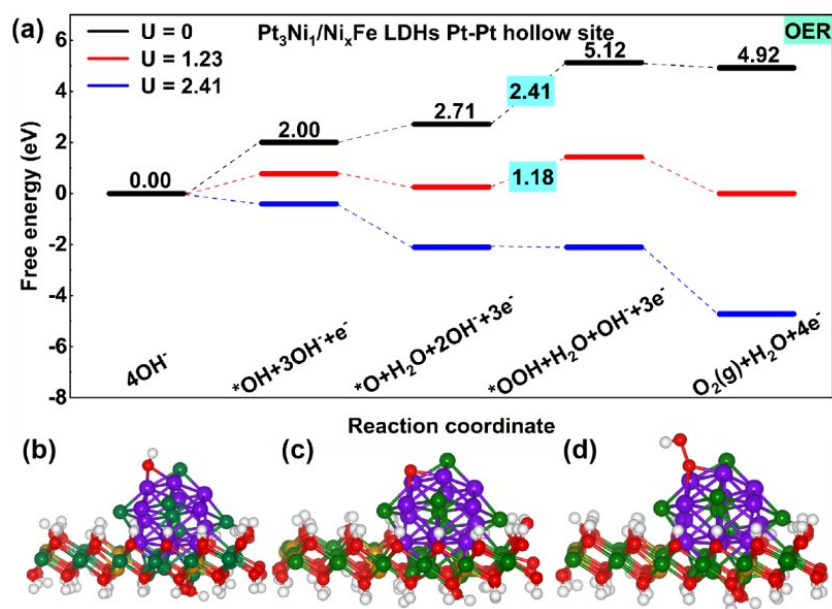 (a)
U = 0
U = 1.23
U = 2.41
Pt₃Ni₁/NiₓFe LDHs Pt-Pt hollow site
OER
5.12
4.92
2.41
2.71
2.00
0.00
1.18
6
4
2
0
-2
-4
-6
-8
Free energy (eV)
4OH⁻
*OH+3OH⁻+e⁻
*O+H₂O+2OH⁻+3e⁻
*OOH+H₂O+OH⁻+3e⁻
O₂(g)+H₂O+4e⁻
Reaction coordinate
(b)
(c)
(d)